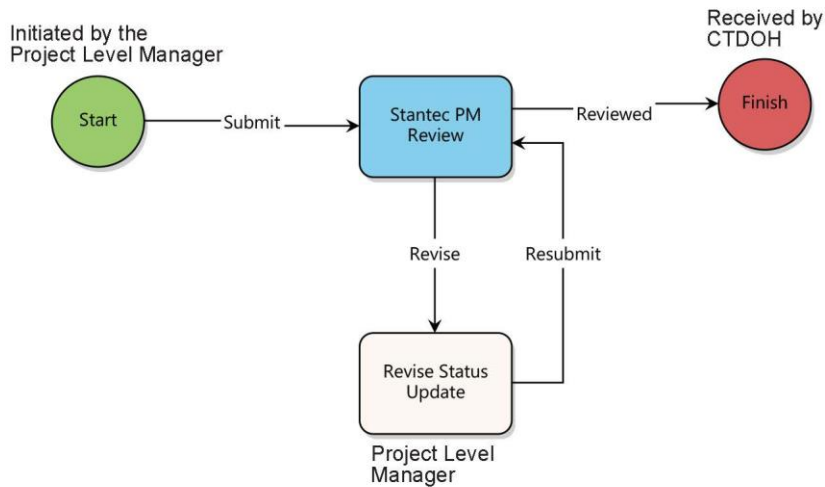 Initiated by the
Project Level Manager
Received by
CTDOH
Start
Submit
Stantec PM
Review
Reviewed
Finish
Revise
Resubmit
Revise Status
Update
Project Level
Manager